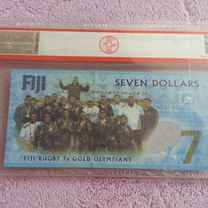 FIJI
SEVEN DOLLARS
FIJI RUGBY 7s GOLD OLYMPIANS
7